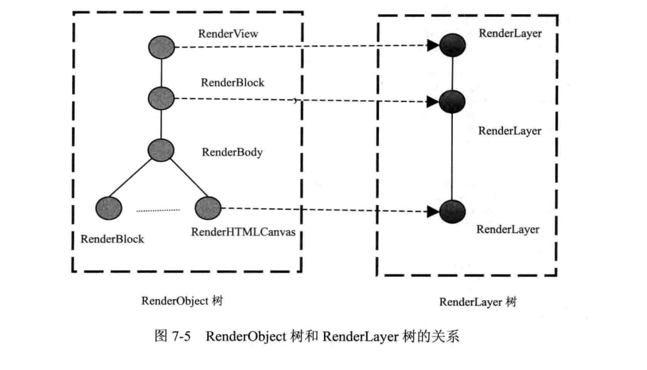 RenderView
RenderLayer
RenderBlock
RenderLayer
RenderBody
RenderBlock
RenderHTMLCanvas
RenderLayer
RenderObject 树
RenderLayer 树
图 7-5 RenderObject 树和 RenderLayer 树的关系